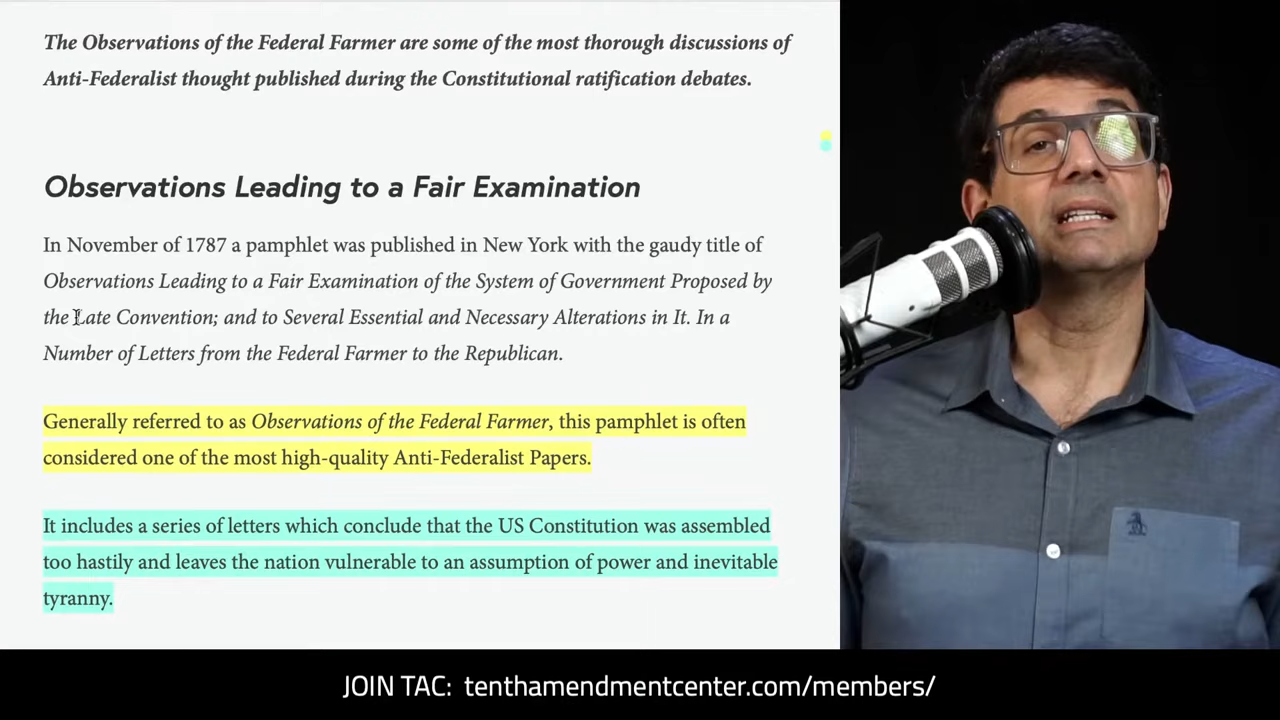 The Observations of the Federal Farmer are some of the most thorough discussions of
Anti-Federalist thought published during the Constitutional ratification debates.
Observations Leading to a Fair Examination
In November of 1787 a pamphlet was published in New York with the gaudy title of
Observations Leading to a Fair Examination of the System of Government Proposed by
the Late Convention; and to Several Essential and Necessary Alterations in It. In a
Number of Letters from the Federal Farmer to the Republican.
Generally referred to as Observations of the Federal Farmer, this pamphlet is often
considered one of the most high-quality Anti-Federalist Papers.
It includes a series of letters which conclude that the US Constitution was assembled
too hastily and leaves the nation vulnerable to an assumption of power and inevitable
tyranny.
JOIN TAC: tenthamendmentcenter.com/members/